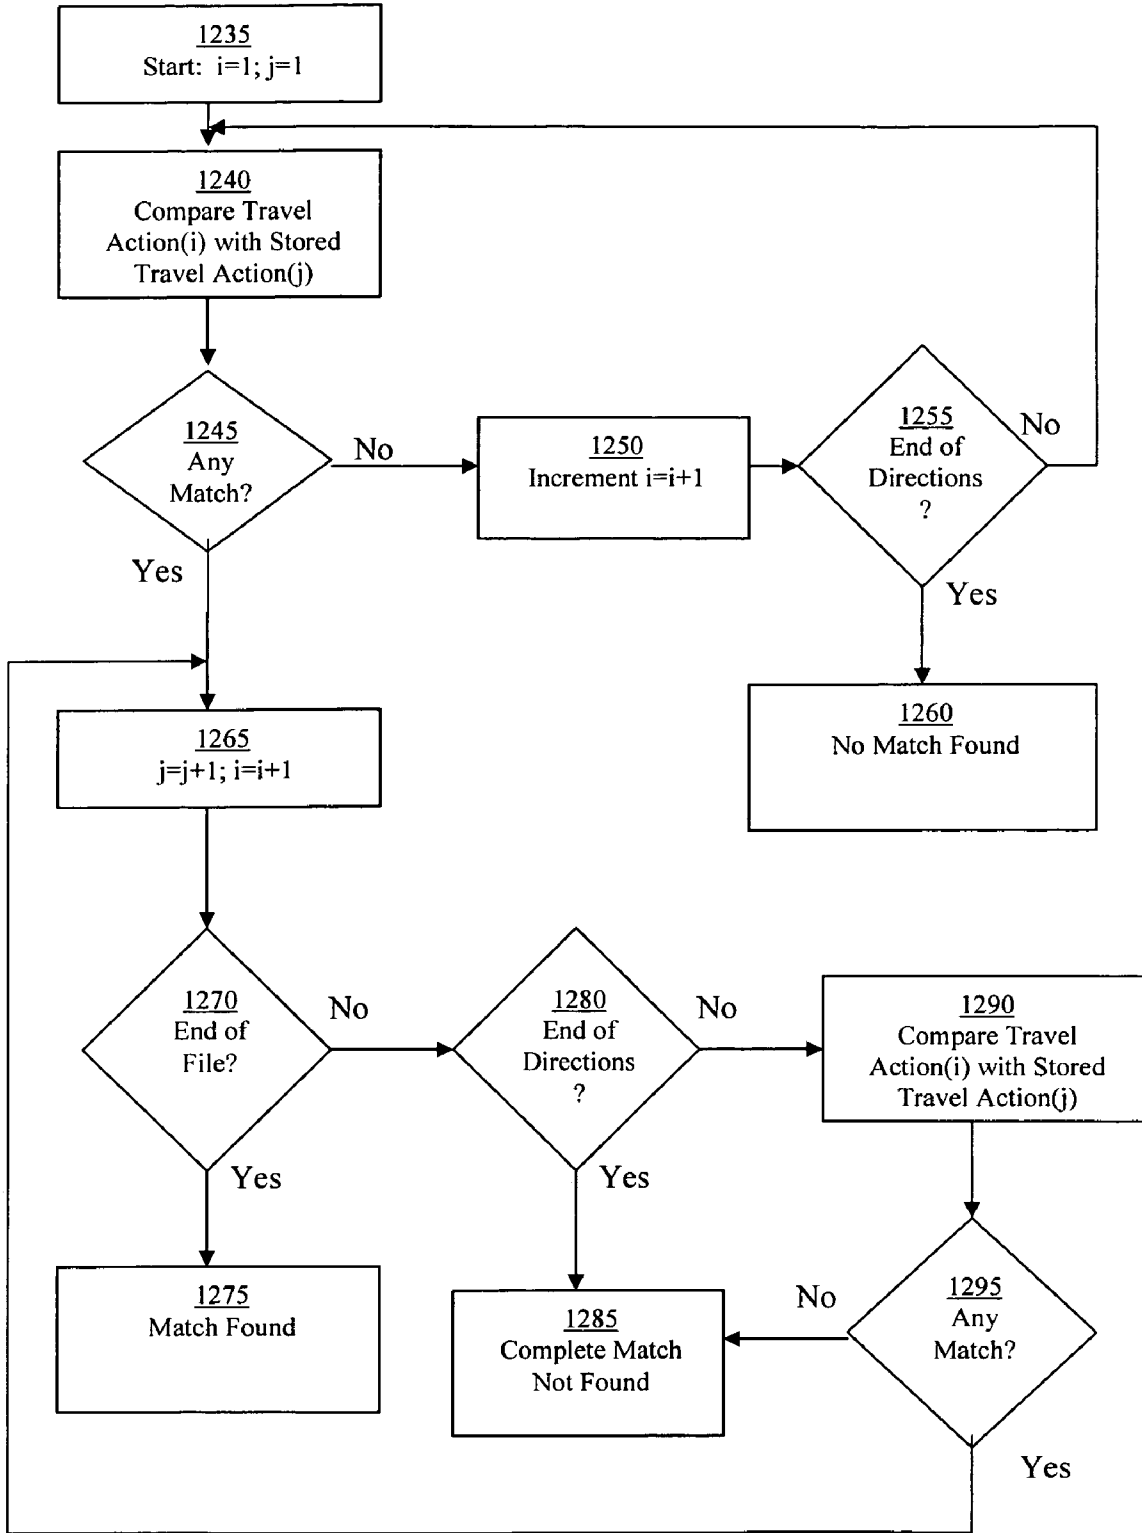 1235
Start: i=1; j=1
1240
Compare Travel
Action(i) with Stored
Travel Action(j)
1245
Any
Match?
No
Yes
1250
Increment i=i+1
1255
End of
Directions
?
No
Yes
1260
No Match Found
1265
j=j+1; i=i+1
1270
End of
File?
No
Yes
1275
Match Found
1280
End of
Directions
?
No
Yes
1285
Complete Match
Not Found
1290
Compare Travel
Action(i) with Stored
Travel Action(j)
1295
Any
Match?
No
Yes